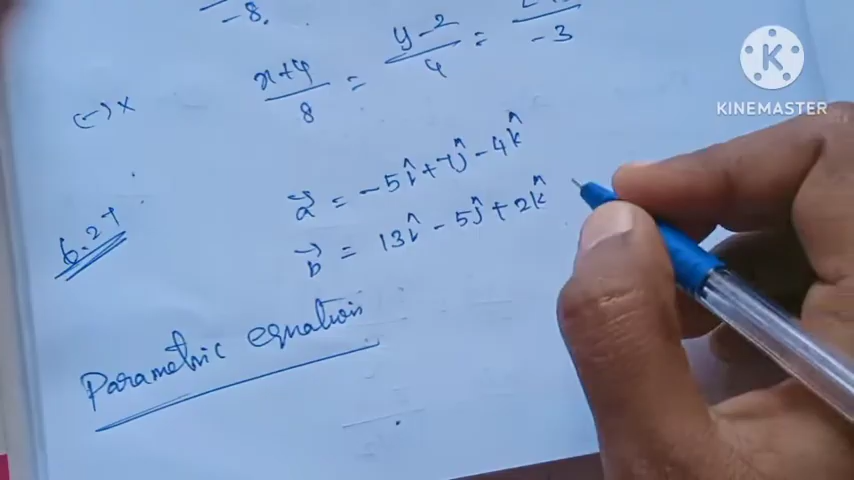 -8.
(-) x x+4/8 = y-2/4 = /-3
K
KINEMASTER
6.27 a⃗ = -5î + 7ĵ - 4k̂
b⃗ = 13î - 5ĵ + 2k̂
Parametric equation